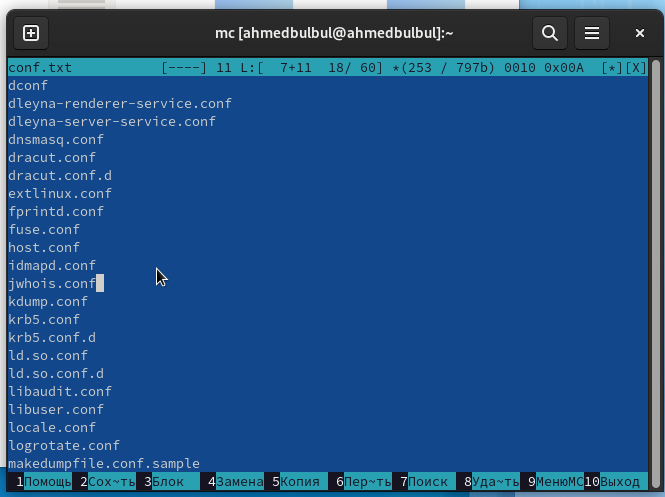 mc [ahmedbulbul@ahmedbulbul]:~
conf.txt [----] 11 L:[ 7+11 18/ 60] *(253 / 797b) 0010 0x00A [*][X]
dconf
dleyna-renderer-service.conf
dleyna-server-service.conf
dnsmasq.conf
dracut.conf
dracut.conf.d
extlinux.conf
fprintd.conf
fuse.conf
host.conf
idmapd.conf
jwhois.conf
kdump.conf
krb5.conf
krb5.conf.d
ld.so.conf
ld.so.conf.d
libaudit.conf
libuser.conf
locale.conf
logrotate.conf
makedumpfile.conf.sample
1Помощь 2Сох~ть 3Блок 4Замена 5Копия 6Пер~ть 7Поиск 8Уда~ть 9МенюMC 10Выход